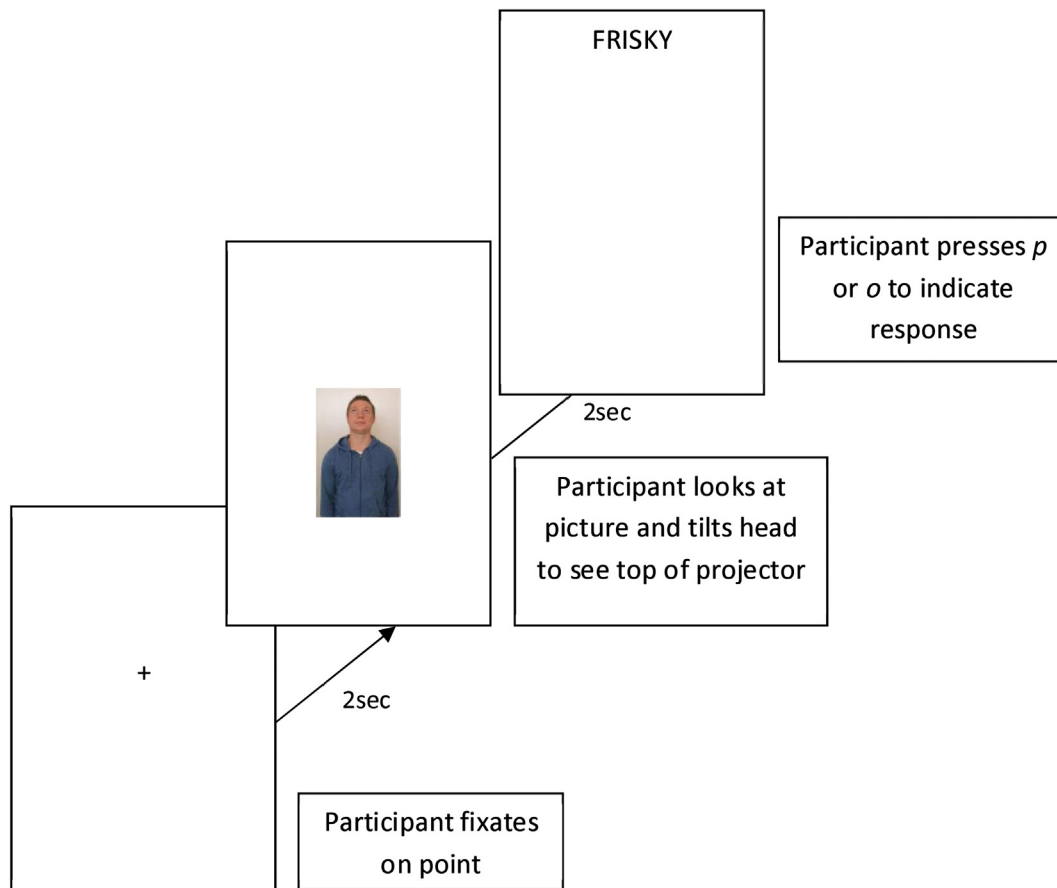 FRISKY
Participant presses p
or o to indicate
response
2sec
Participant looks at
picture and tilts head
to see top of projector
+
2sec
Participant fixates
on point